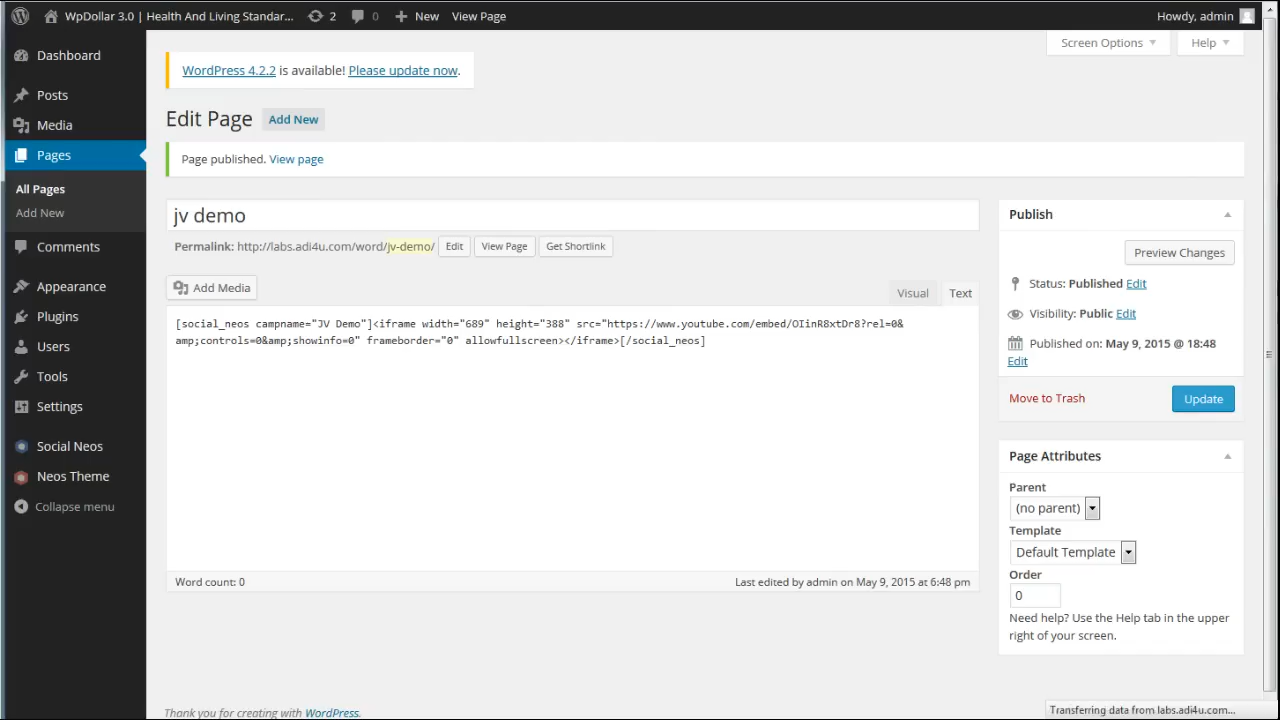 WpDollar 3.0 | Health And Living Standar... 2 0 New View Page Howdy, admin
Screen Options Help
Dashboard
Posts
Media
Pages
All Pages
Add New
Comments
Appearance
Plugins
Users
Tools
Settings
Social Neos
Neos Theme
Collapse menu
WordPress 4.2.2 is available! Please update now.
Edit Page Add New
Page published. View page
jv demo
Permalink: http://labs.adi4u.com/word/jv-demo/ Edit View Page Get Shortlink
Add Media
Visual Text
[social_neos campname="JV Demo"]<iframe width="689" height="388" src="https://www.youtube.com/embed/OIinR8xtDr8?rel=0&
amp;controls=0&amp;showinfo=0" frameborder="0" allowfullscreen></iframe>[/social_neos]
Word count: 0 Last edited by admin on May 9, 2015 at 6:48 pm
Publish
Preview Changes
Status: Published Edit
Visibility: Public Edit
Published on: May 9, 2015 @ 18:48
Edit
Move to Trash Update
Page Attributes
Parent
(no parent)
Template
Default Template
Order
0
Need help? Use the Help tab in the upper
right of your screen.
Thank you for creating with WordPress.
Transferring data from labs.adi4u.com...